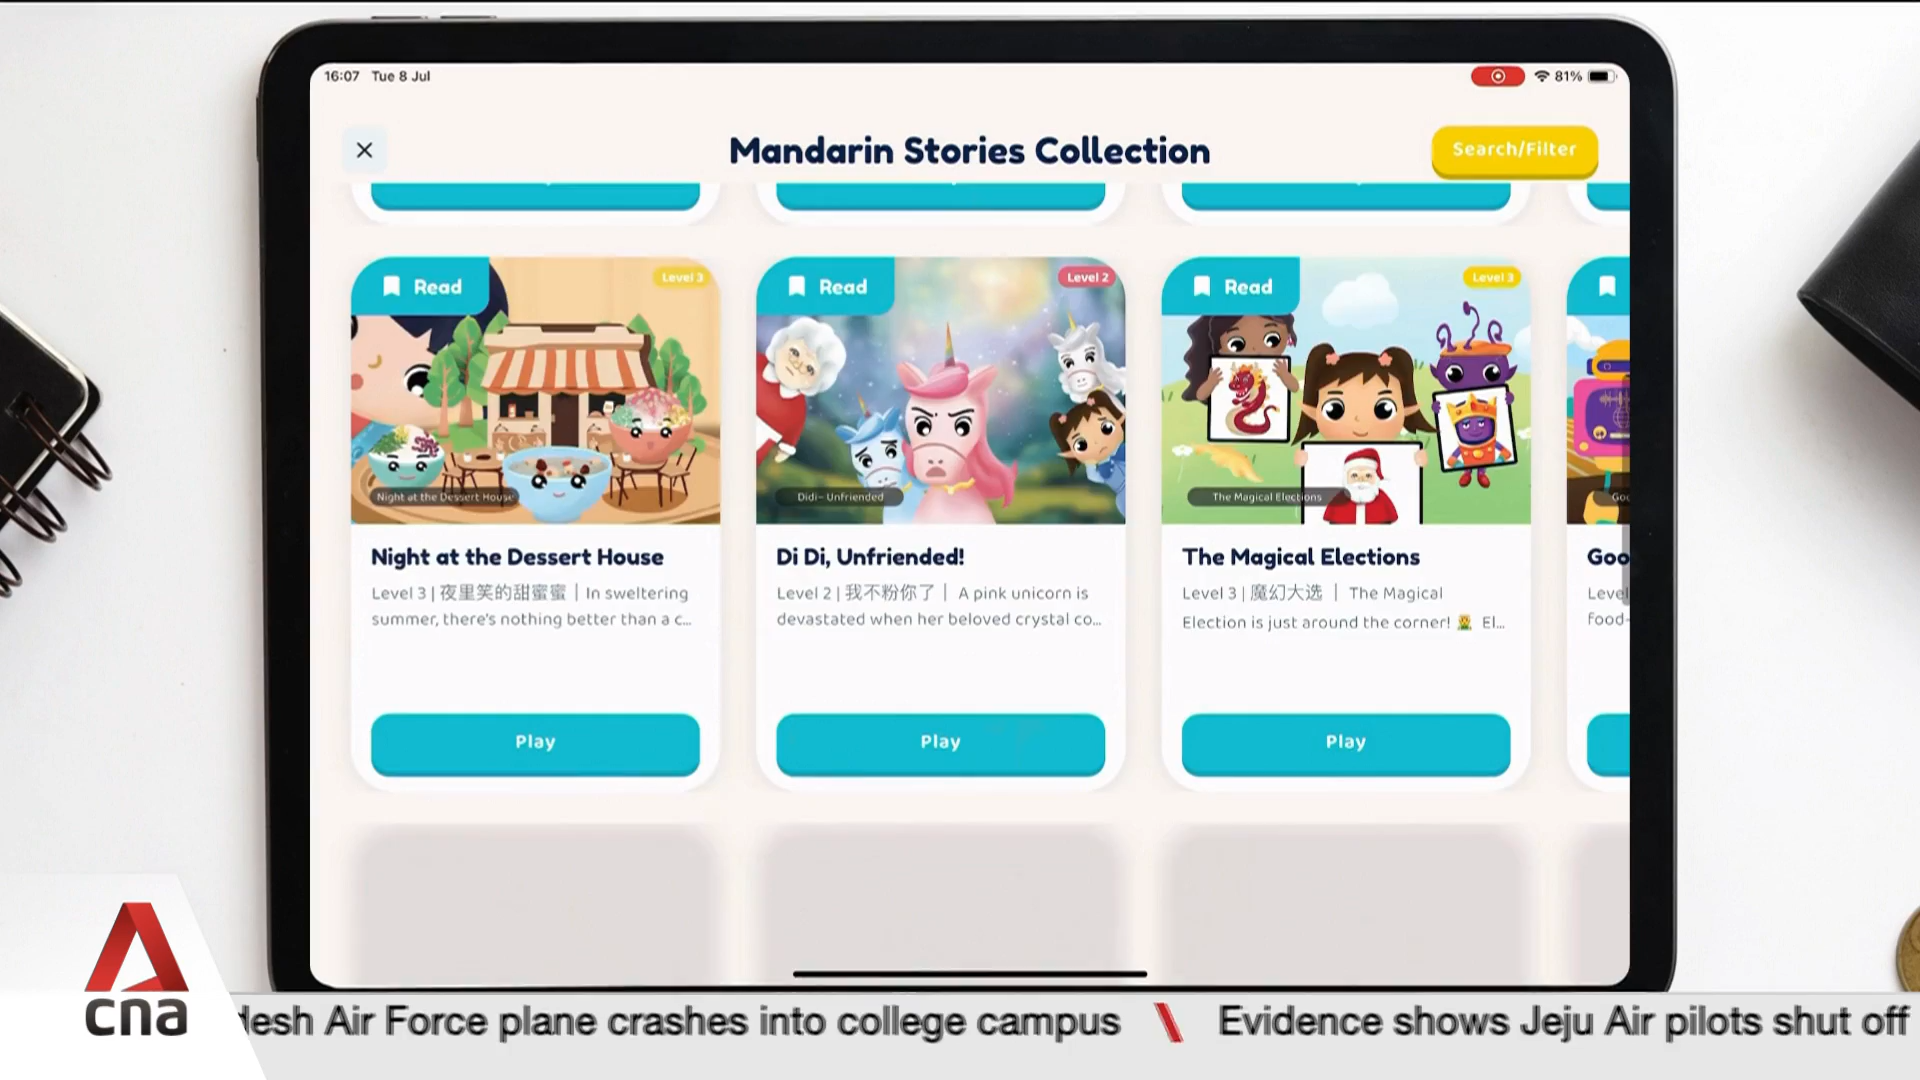 16:07 Tue 8 Jul
81%
Mandarin Stories Collection
Search/Filter
Read
Level 3
Night at the Dessert House
Night at the Dessert House
Level 3 | 夜里笑的甜蜜蜜 | In sweltering
summer, there's nothing better than a c...
Play
Read
Level 2
Didi- Unfriended
Di Di, Unfriended!
Level 2 | 我不粉你了 | A pink unicorn is
devastated when her beloved crystal co...
Play
Read
Level 3
The Magical Elections
The Magical Elections
Level 3 | 魔幻大选 | The Magical
Election is just around the corner! 🧝 El...
Play
Goo
Goo
Level
food-
cna
desh Air Force plane crashes into college campus \ Evidence shows Jeju Air pilots shut off